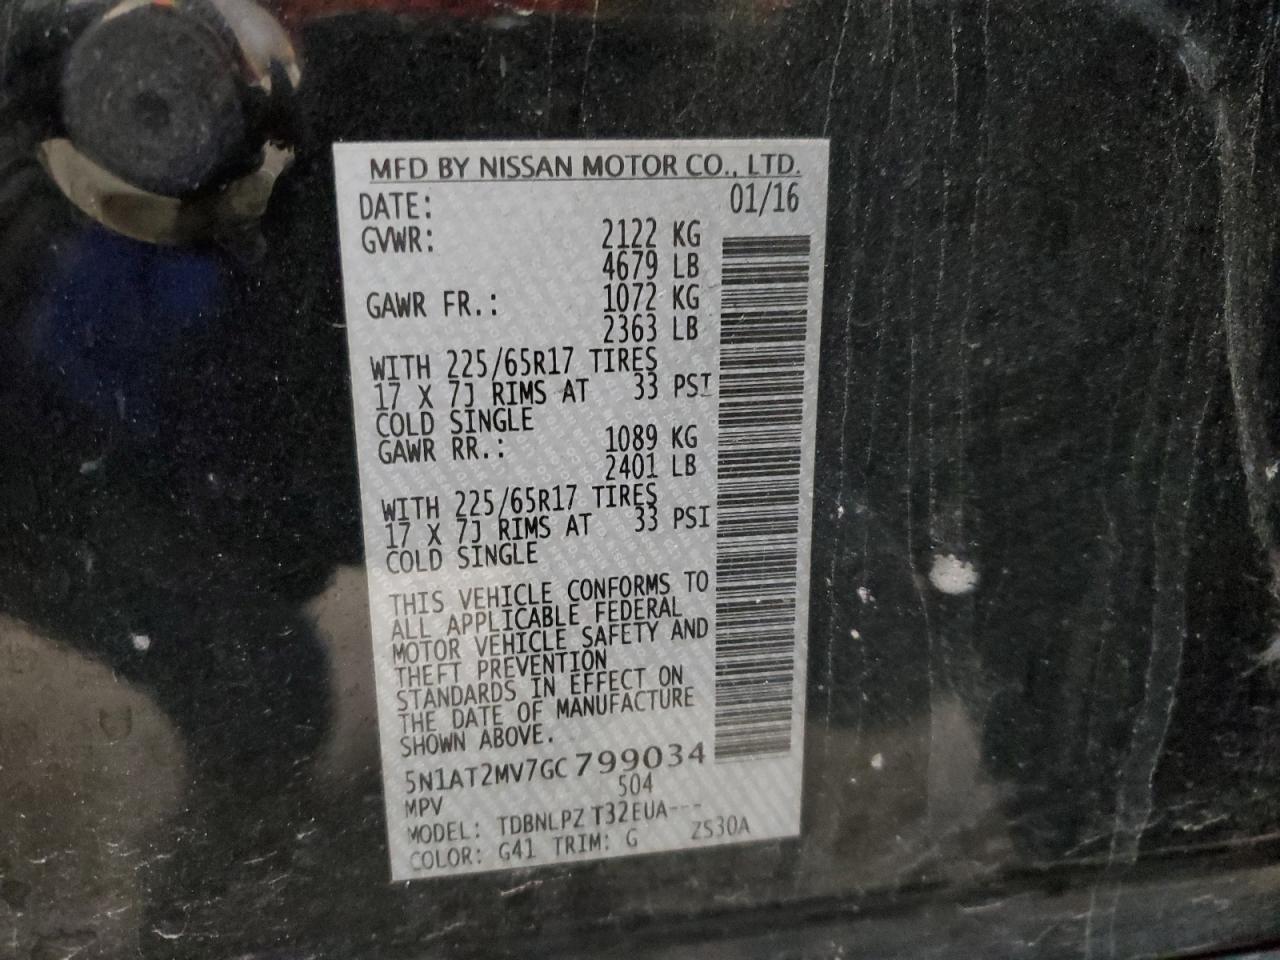 MFD BY NISSAN MOTOR CO., LTD.
DATE: 01/16
GVWR: 2122 KG
4679 LB
GAWR FR.: 1072 KG
2363 LB
WITH 225/65R17 TIRES
17 X 7J RIMS AT 33 PSI
COLD SINGLE
GAWR RR.: 1089 KG
2401 LB
WITH 225/65R17 TIRES
17 X 7J RIMS AT 33 PSI
COLD SINGLE
THIS VEHICLE CONFORMS TO
ALL APPLICABLE FEDERAL
MOTOR VEHICLE SAFETY AND
THEFT PREVENTION
STANDARDS IN EFFECT ON
THE DATE OF MANUFACTURE
SHOWN ABOVE.
5N1AT2MV7GC 799034
MPV 504
MODEL: TDBNLPZ T32EUA---
COLOR: G41 TRIM: G ZS30A